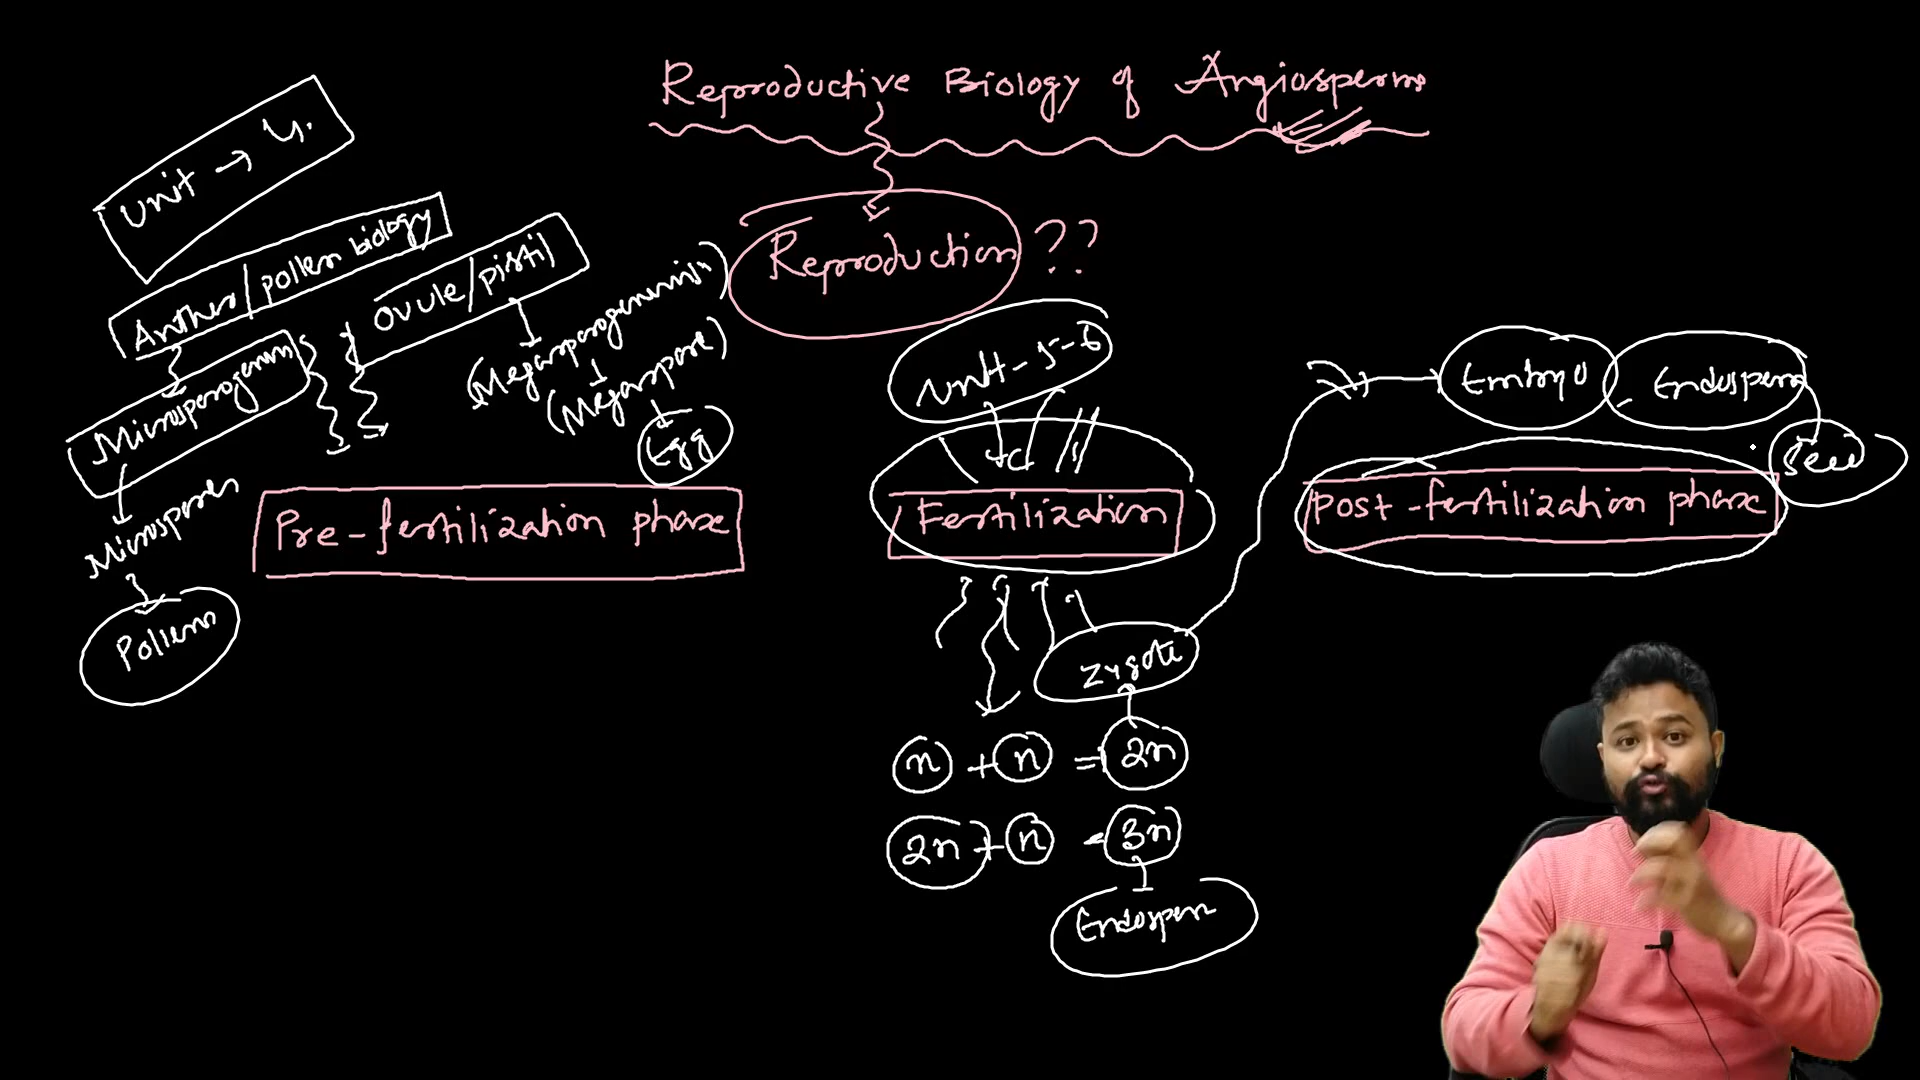 Reproductive Biology of Angiosperms
Reproduction ??
Unit → 4.
Anther/pollen biology
Ovule/pistil
Microsporogenesis
Microspores
Pollen
(Megasporogenesis)
(Megaspore)
Egg
Pre-fertilization phase
Unit-5-6
Fertilization
Zygote
n + n = 2n
2n + n = 3n
Endosperm
Embryo
Endosperm
Seed
Post-fertilization phase